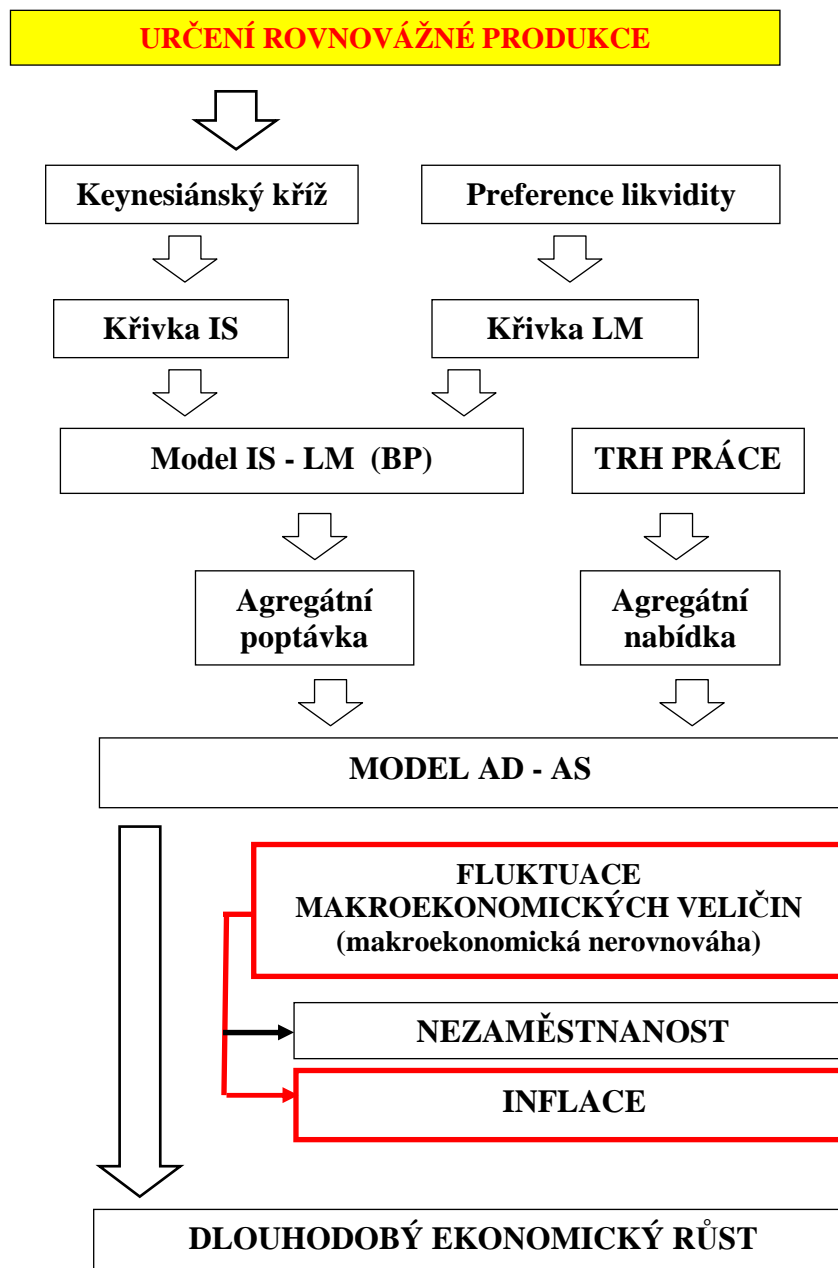 URČENÍ ROVNOVÁŽNÉ PRODUKCE
Keynesiánský kříž
Preference likvidity
Křivka IS
Křivka LM
Model IS - LM (BP)
TRH PRÁCE
Agregátní
poptávka
Agregátní
nabídka
MODEL AD - AS
FLUKTUACE
MAKROEKONOMICKÝCH VELIČIN
(makroekonomická nerovnováha)
NEZAMĚSTNANOST
INFLACE
DLOUHODOBÝ EKONOMICKÝ RŮST